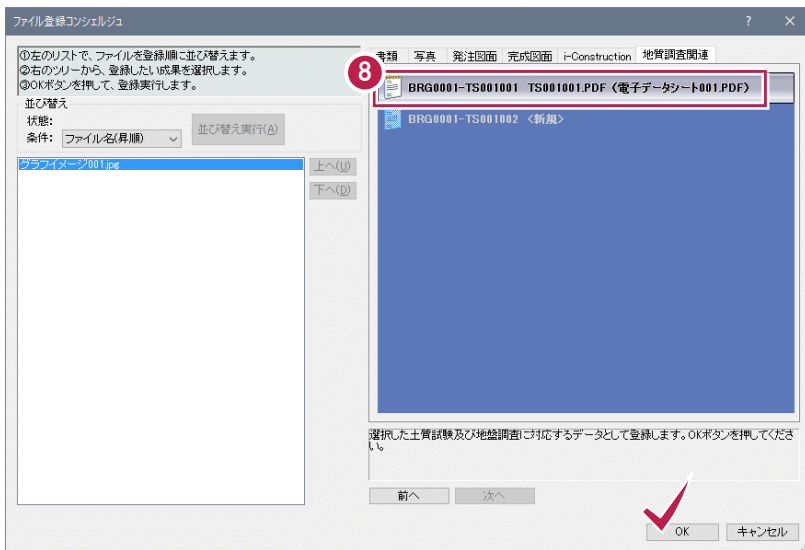 ファイル登録コンシェルジュ
①左のリストで、ファイルを登録順に並び替えます。
②右のツリーから、登録したい成果を選択します。
③OKボタンを押して、登録実行します。
並び替え
状態:
条件: ファイル名(昇順)
並び替え実行(A)
グラフイメージ001.jpg
上へ(U)
下へ(D)
書類 写真 発注図面 完成図面 i-Construction 地質調査関連
8
BRG0001-TS001001 TS001001.PDF〈電子データシート001.PDF〉
BRG0001-TS001002 〈新規〉
選択した土質試験及び地盤調査に対応するデータとして登録します。OKボタンを押してくださ
い。
前へ 次へ
OK キャンセル